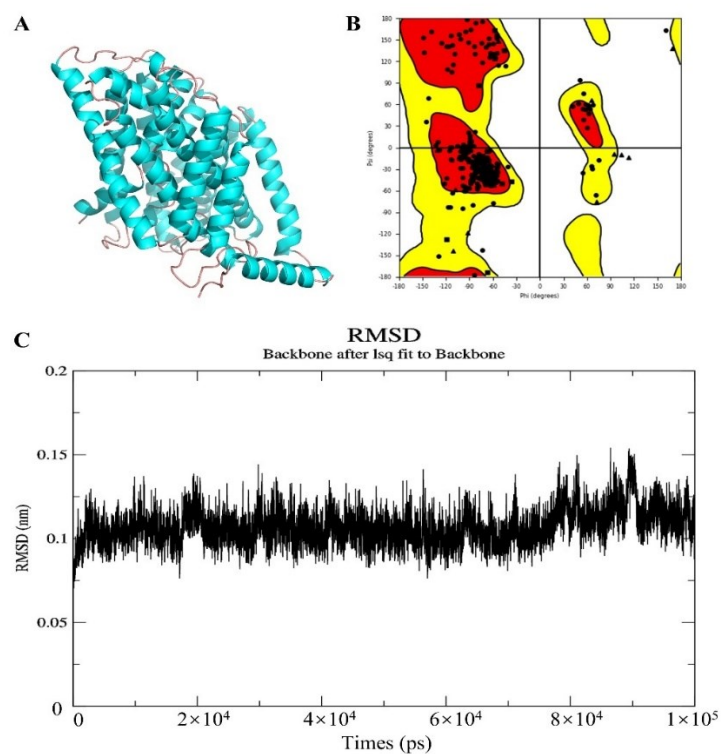 A
B
180
150
120
90
60
30
0
-30
-60
-90
-120
-150
-180
Psi (degrees)
-180 -150 -120 -90 -60 -30 0 30 60 90 120 150 180
Phi (degrees)
C
RMSD
Backbone after lsq fit to Backbone
0.2
0.15
0.1
0.05
0
RMSD (nm)
0 2×10⁴ 4×10⁴ 6×10⁴ 8×10⁴ 1×10⁵
Times (ps)